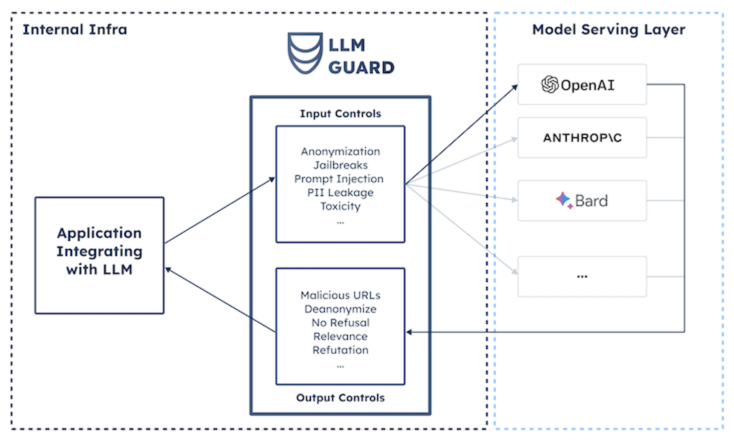 Internal Infra
Model Serving Layer
LLM
GUARD
Input Controls
Anonymization
Jailbreaks
Prompt Injection
PII Leakage
Toxicity
...
Application
Integrating
with LLM
Malicious URLs
Deanonymize
No Refusal
Relevance
Refutation
...
Output Controls
OpenAI
ANTHROP\C
Bard
...